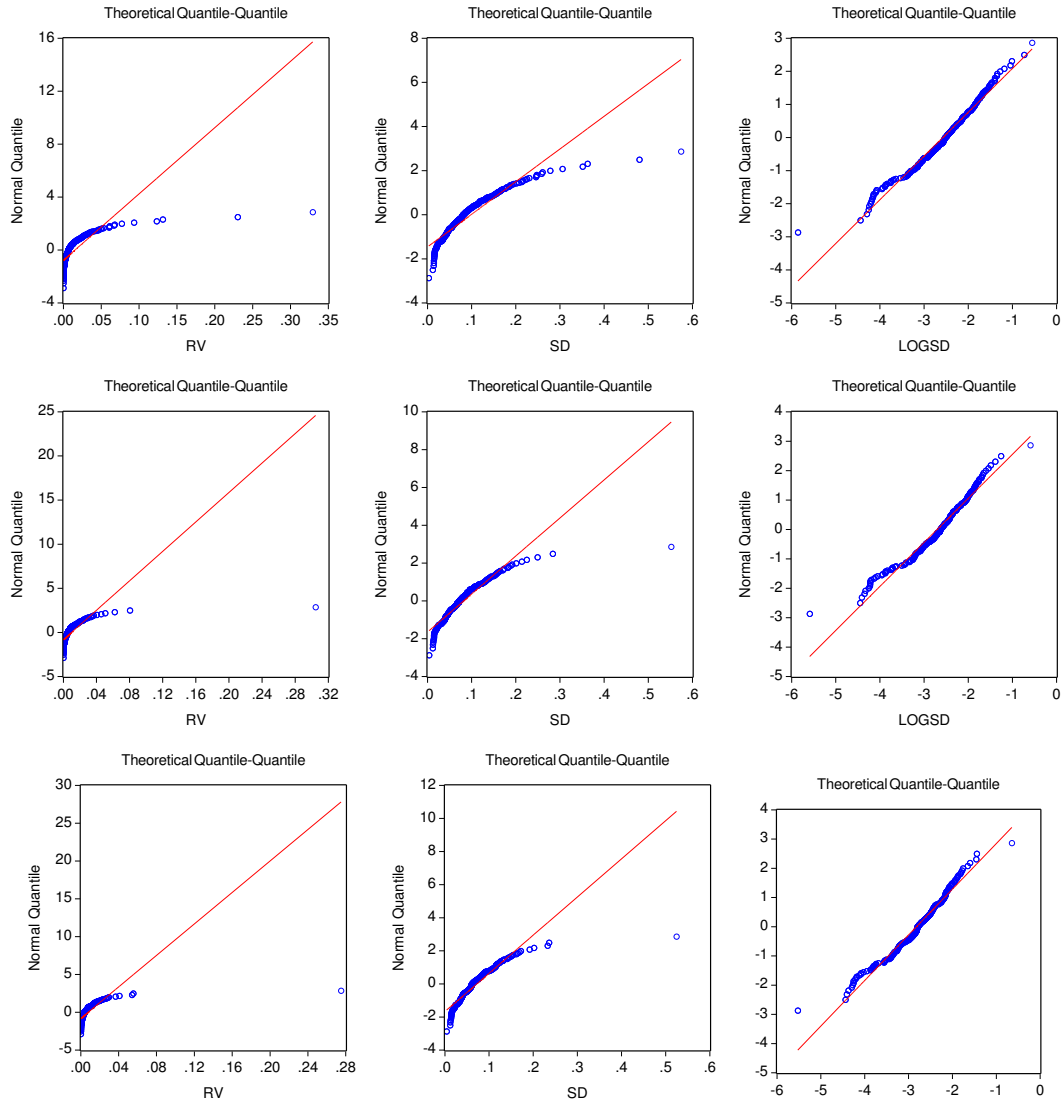 Theoretical Quantile-Quantile
Normal Quantile
16
12
8
4
0
-4
.00 .05 .10 .15 .20 .25 .30 .35
RV
Theoretical Quantile-Quantile
Normal Quantile
8
6
4
2
0
-2
-4
.0 .1 .2 .3 .4 .5 .6
SD
Theoretical Quantile-Quantile
Normal Quantile
3
2
1
0
-1
-2
-3
-4
-5
-6 -5 -4 -3 -2 -1 0
LOGSD
Theoretical Quantile-Quantile
Normal Quantile
25
20
15
10
5
0
-5
.00 .04 .08 .12 .16 .20 .24 .28 .32
RV
Theoretical Quantile-Quantile
Normal Quantile
10
8
6
4
2
0
-2
-4
.0 .1 .2 .3 .4 .5 .6
SD
Theoretical Quantile-Quantile
Normal Quantile
4
3
2
1
0
-1
-2
-3
-4
-5
-6 -5 -4 -3 -2 -1 0
LOGSD
Theoretical Quantile-Quantile
Normal Quantile
30
25
20
15
10
5
0
-5
.00 .04 .08 .12 .16 .20 .24 .28
RV
Theoretical Quantile-Quantile
Normal Quantile
12
10
8
6
4
2
0
-2
-4
.0 .1 .2 .3 .4 .5 .6
SD
Theoretical Quantile-Quantile
Normal Quantile
4
3
2
1
0
-1
-2
-3
-4
-5
-6 -5 -4 -3 -2 -1 0